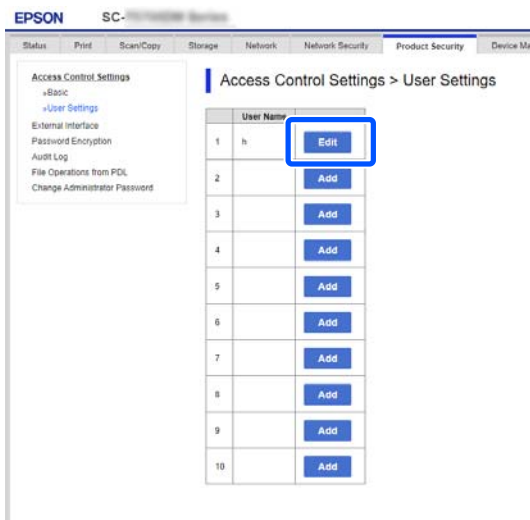 EPSON SC-
Status Print Scan/Copy Storage Network Network Security Product Security Device
Access Control Settings
»Basic
»User Settings
External Interface
Password Encryption
Audit Log
File Operations from PDL
Change Administrator Password
Access Control Settings > User Settings
User Name
1 h Edit
2 Add
3 Add
4 Add
5 Add
6 Add
7 Add
8 Add
9 Add
10 Add